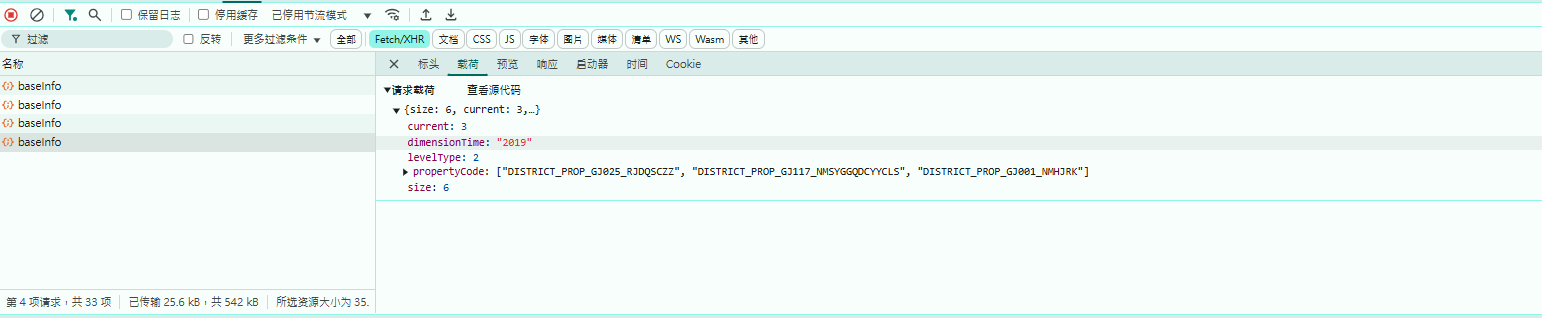 保留日志 停用缓存 已停用节流模式
过滤 反转 更多过滤条件 全部 Fetch/XHR 文档 CSS JS 字体 图片 媒体 清单 WS Wasm 其他
名称 标头 载荷 预览 响应 启动器 时间 Cookie
baseInfo
baseInfo
baseInfo
baseInfo
请求载荷 查看源代码
{size: 6, current: 3,…}
current: 3
dimensionTime: "2019"
levelType: 2
propertyCode: ["DISTRICT_PROP_GJ025_RJDQSCZZ", "DISTRICT_PROP_GJ117_NMSYGGQDCYYCLS", "DISTRICT_PROP_GJ001_NMHJRK"]
size: 6
第 4 项请求，共 33 项 已传输 25.6 kB，共 542 kB 所选资源大小为 35.